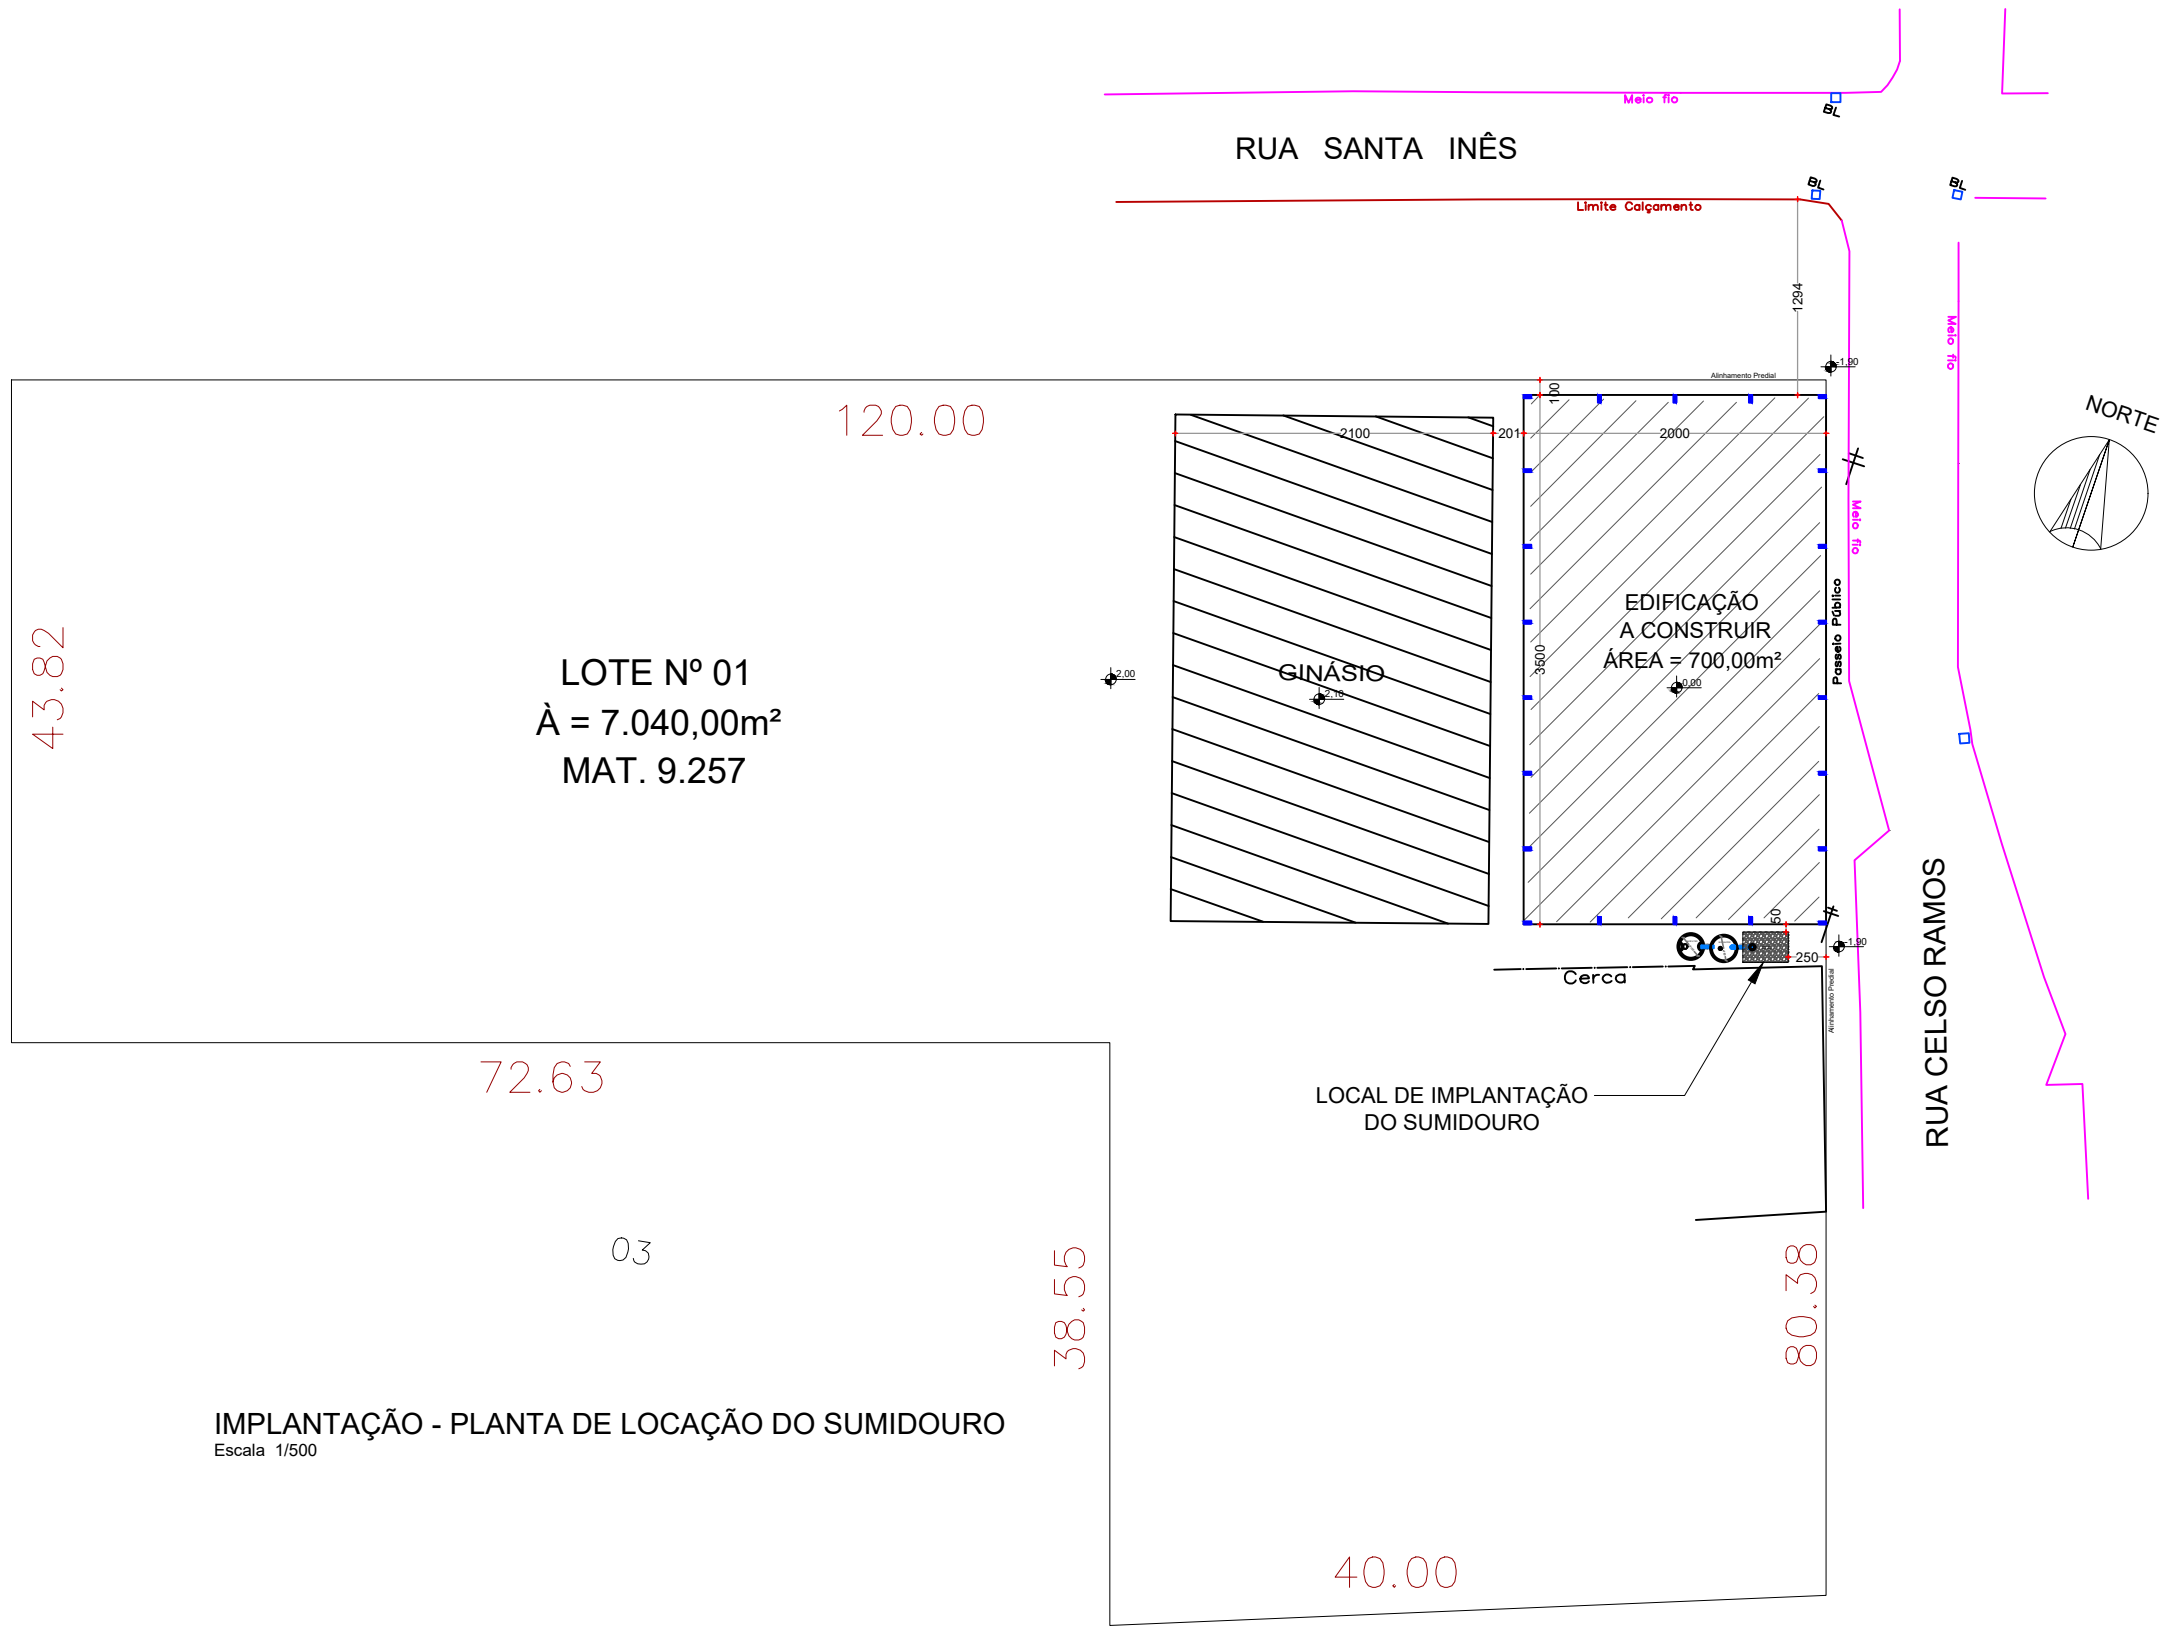 Meio fio
BL
RUA SANTA INÊS
BL
BL
Limite Calçamento
1294
Meio fio
-1,90
Alinhamento Predial
100
NORTE
120.00
2100
201
2000
Meio fio
Passeio Público
EDIFICAÇÃO
A CONSTRUIR
ÁREA = 700,00m²
0,00
3500
43.82
LOTE Nº 01
À = 7.040,00m²
MAT. 9.257
2,00
GINÁSIO
2,10
50
-1,90
250
Cerca
Alinhamento Predial
RUA CELSO RAMOS
72.63
LOCAL DE IMPLANTAÇÃO
DO SUMIDOURO
03
38.55
80.38
IMPLANTAÇÃO - PLANTA DE LOCAÇÃO DO SUMIDOURO
Escala 1/500
40.00